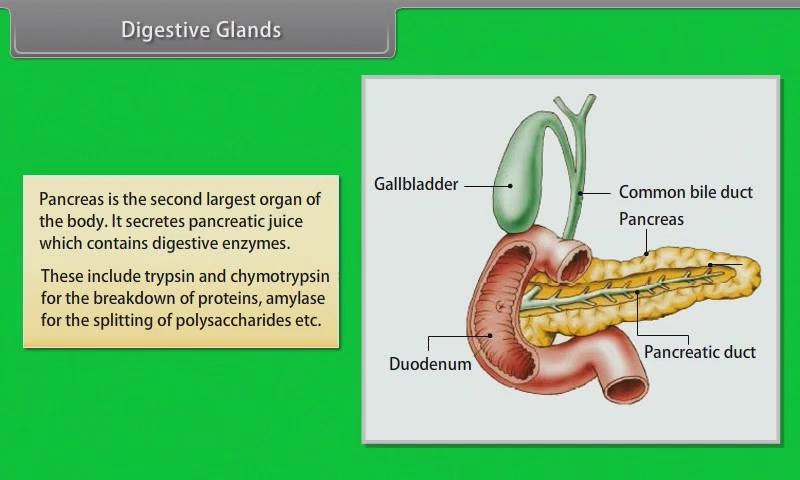 Digestive Glands
Pancreas is the second largest organ of
the body. It secretes pancreatic juice
which contains digestive enzymes.
These include trypsin and chymotrypsin
for the breakdown of proteins, amylase
for the splitting of polysaccharides etc.
Gallbladder
Common bile duct
Pancreas
Duodenum
Pancreatic duct